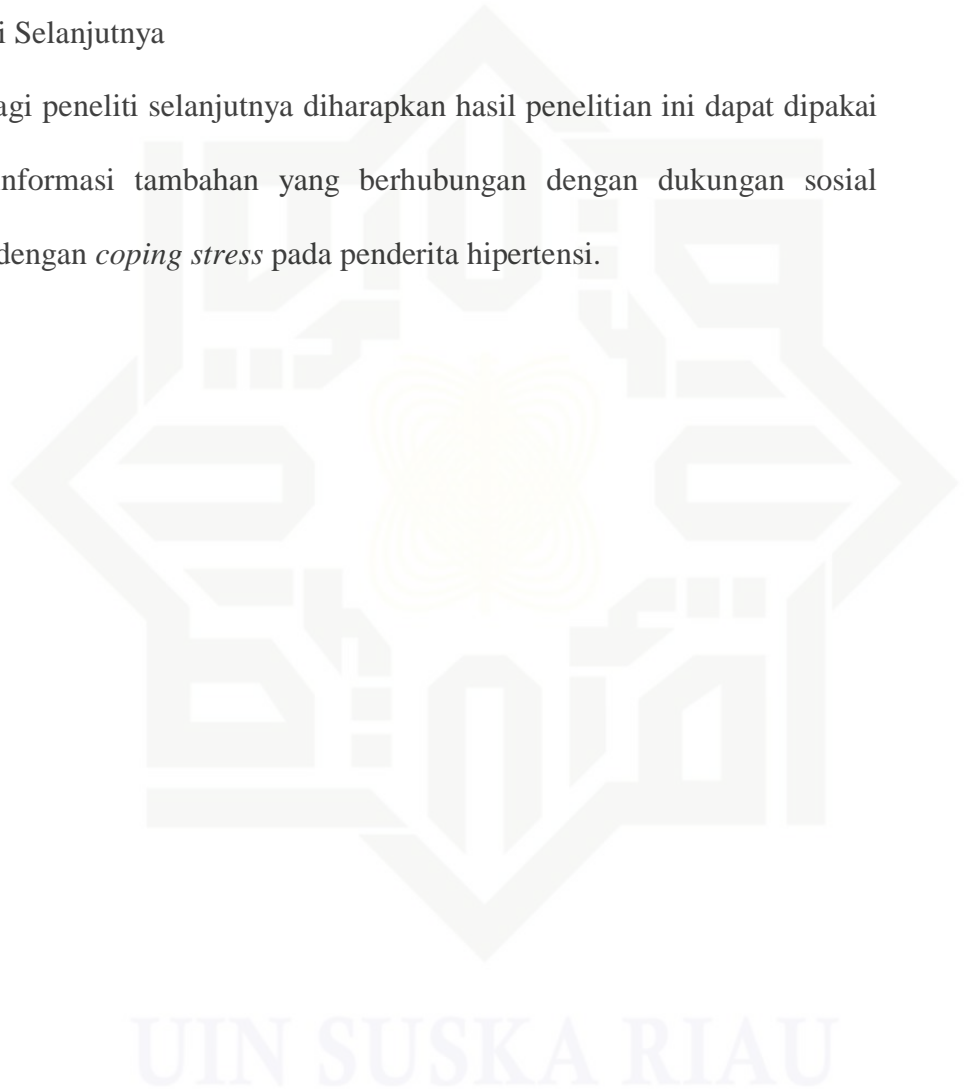 i Selanjutnya
agi peneliti selanjutnya diharapkan hasil penelitian ini dapat dipakai
nformasi tambahan yang berhubungan dengan dukungan sosial
dengan coping stress pada penderita hipertensi.
UIN SUSKA RIAU